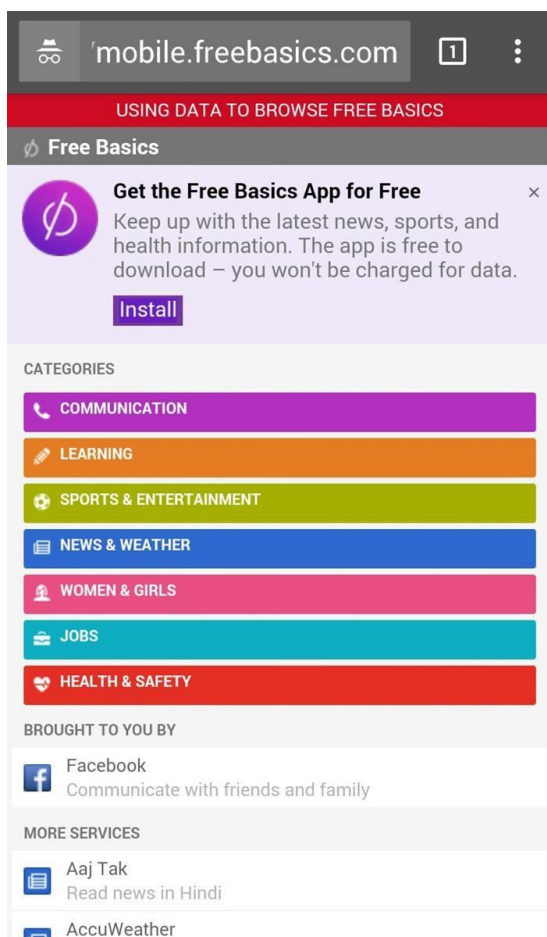 'mobile.freebasics.com
1
USING DATA TO BROWSE FREE BASICS
Free Basics
Get the Free Basics App for Free
×
Keep up with the latest news, sports, and
health information. The app is free to
download – you won't be charged for data.
Install
CATEGORIES
COMMUNICATION
LEARNING
SPORTS & ENTERTAINMENT
NEWS & WEATHER
WOMEN & GIRLS
JOBS
HEALTH & SAFETY
BROUGHT TO YOU BY
Facebook
Communicate with friends and family
MORE SERVICES
Aaj Tak
Read news in Hindi
AccuWeather